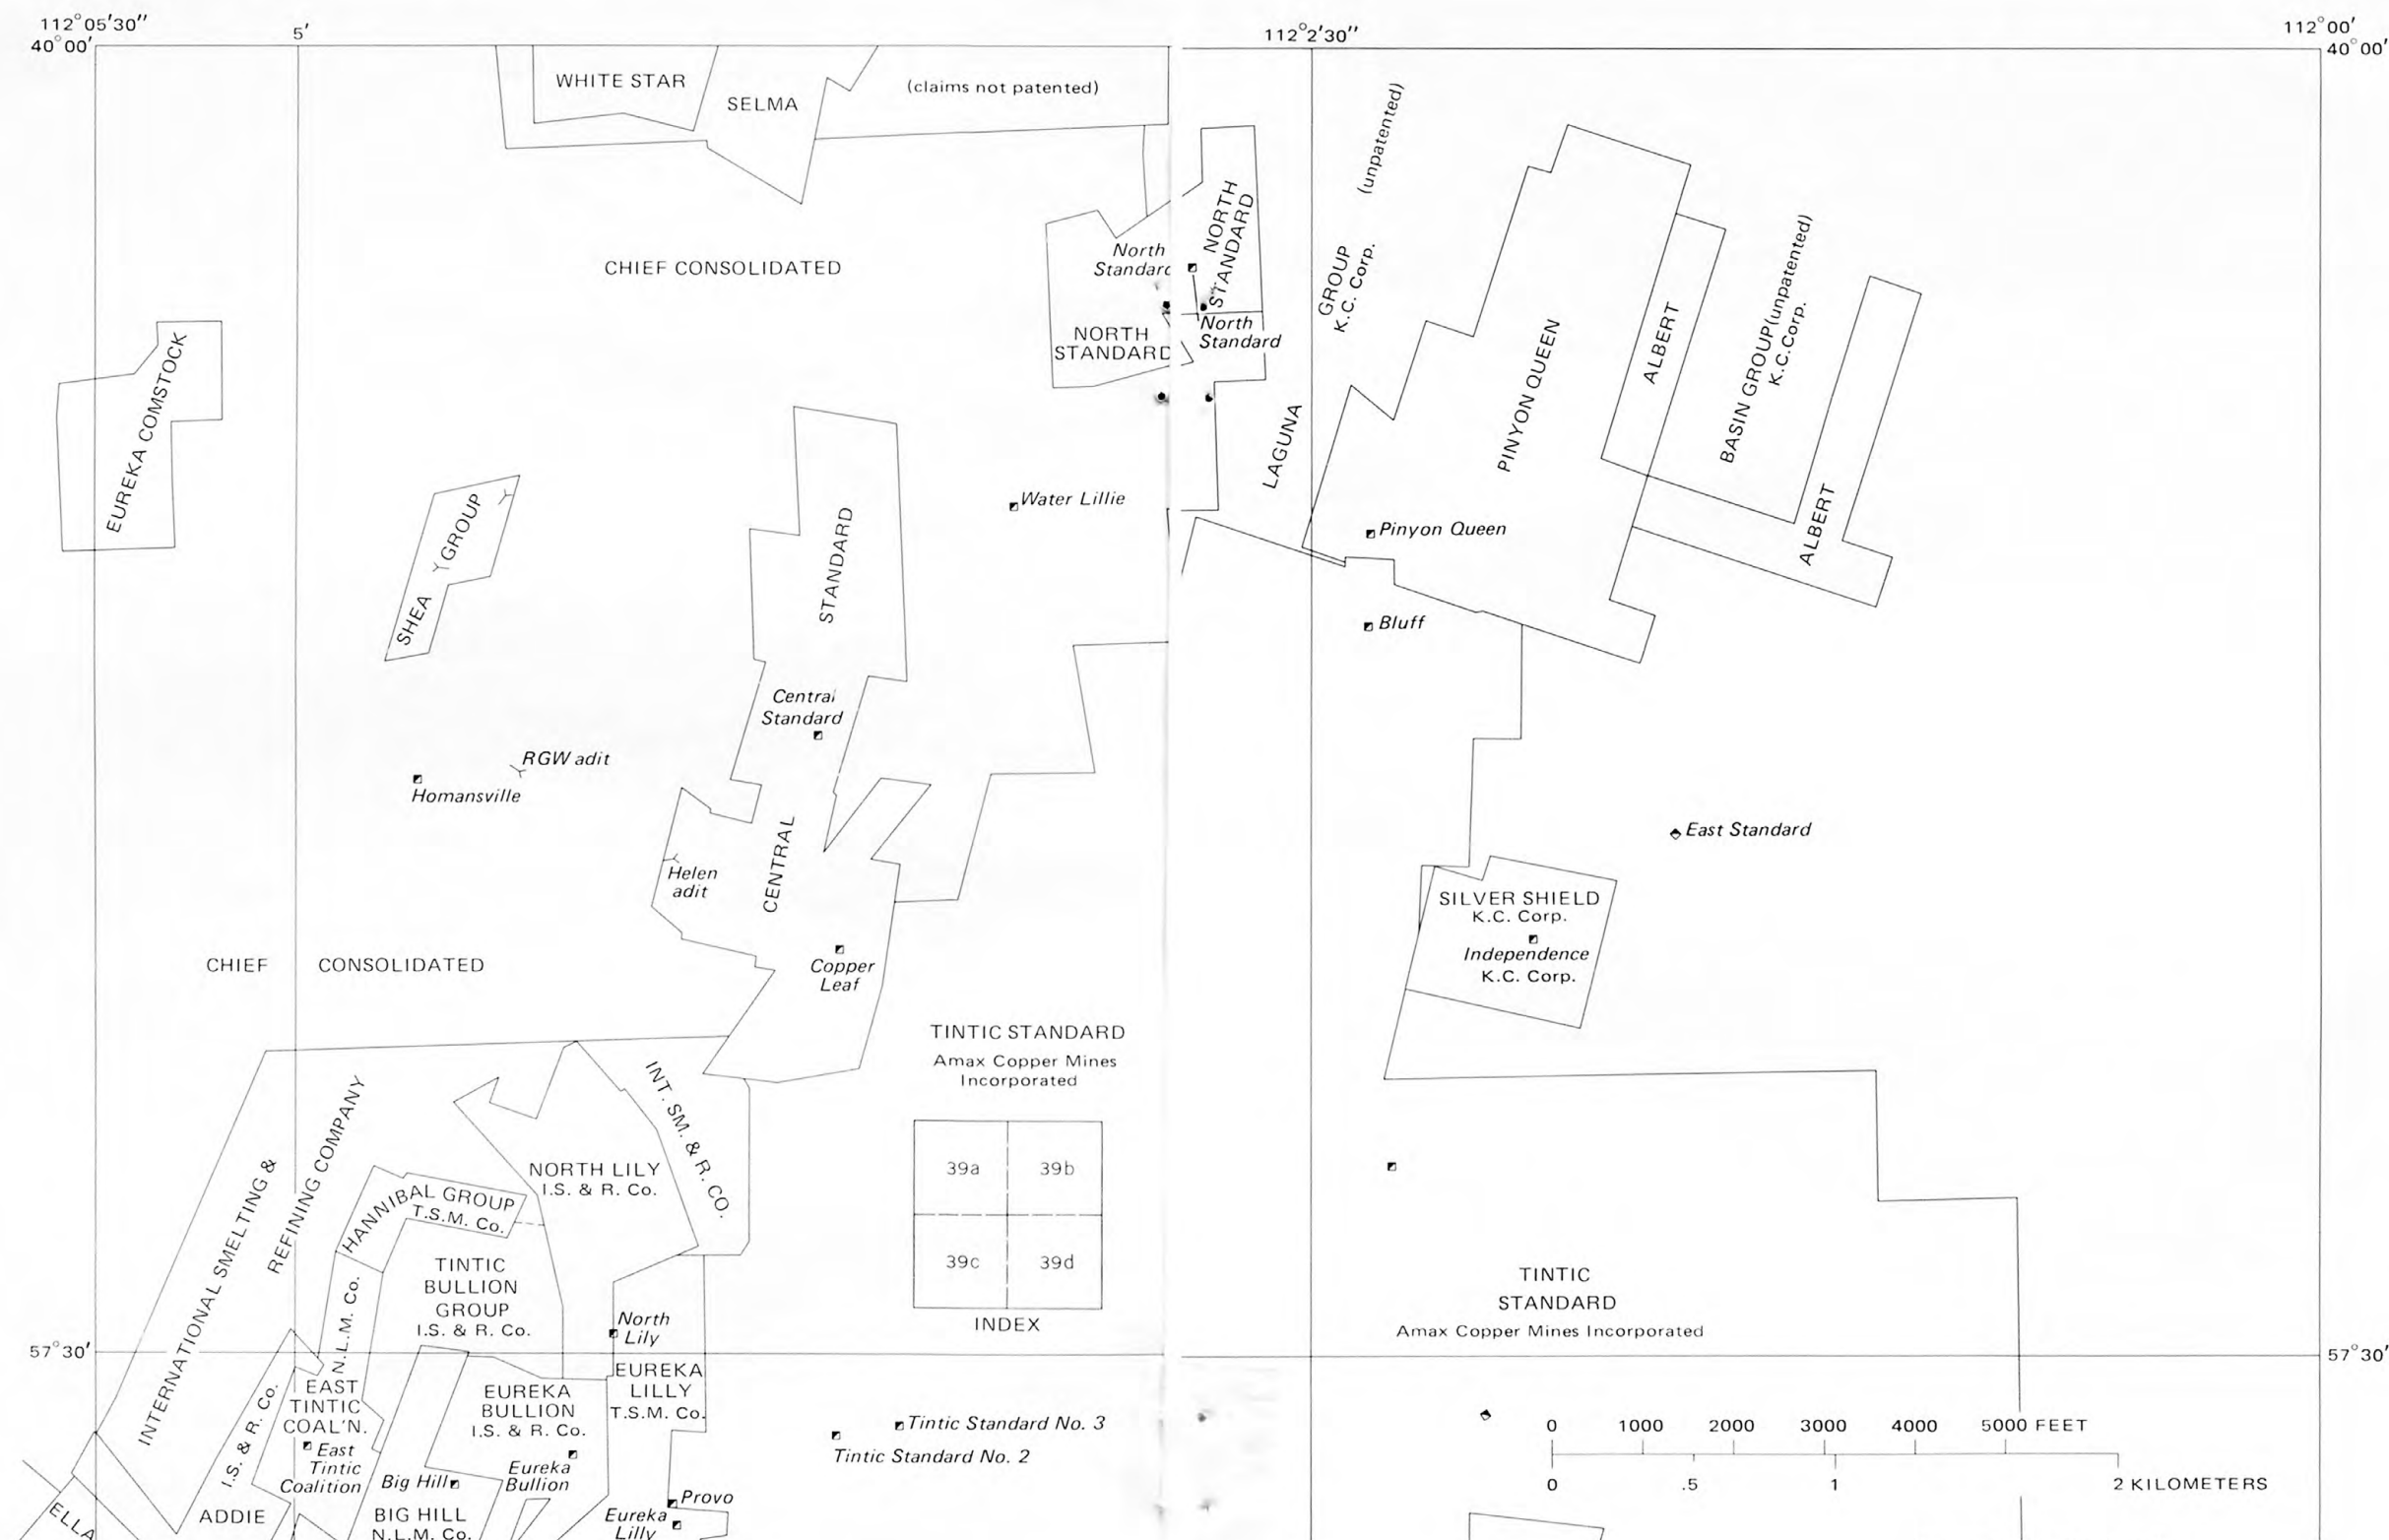 112°05'30"
5'
112°2'30"
112°00'
40°00'
40°00'
WHITE STAR
SELMA
(claims not patented)
CHIEF CONSOLIDATED
EUREKA COMSTOCK
SHEA GROUP
STANDARD
Central
Standard
North
Standard
NORTH
STANDARD
NORTH
STANDARD
North
Standard
Water Lillie
LAGUNA
GROUP
K.C. Corp.
(unpatented)
PINYON QUEEN
ALBERT
BASIN GROUP (unpatented)
K.C. Corp.
ALBERT
Pinyon Queen
Bluff
RGW adit
Homansville
Helen
adit
CENTRAL
Copper
Leaf
East Standard
SILVER SHIELD
K.C. Corp.
Independence
K.C. Corp.
CHIEF CONSOLIDATED
TINTIC STANDARD
Amax Copper Mines
Incorporated
39a 39b
39c 39d
INDEX
INTERNATIONAL SMELTING &
REFINING COMPANY
INT. SM. & R. CO.
NORTH LILY
I.S. & R. Co.
HANNIBAL GROUP
T.S.M. Co.
TINTIC
BULLION
GROUP
I.S. & R. Co.
N.L.M. Co.
North
Lily
57°30'
57°30'
TINTIC
STANDARD
Amax Copper Mines Incorporated
I.S. & R. Co.
EAST
TINTIC
COAL'N.
East
Tintic
Coalition
EUREKA
BULLION
I.S. & R. Co.
EUREKA
LILLY
T.S.M. Co.
Eureka
Bullion
Big Hill
BIG HILL
N.L.M. Co.
ADDIE
ELLA
Provo
Eureka
Lilly
Tintic Standard No. 3
Tintic Standard No. 2
0 1000 2000 3000 4000 5000 FEET
0 .5 1 2 KILOMETERS